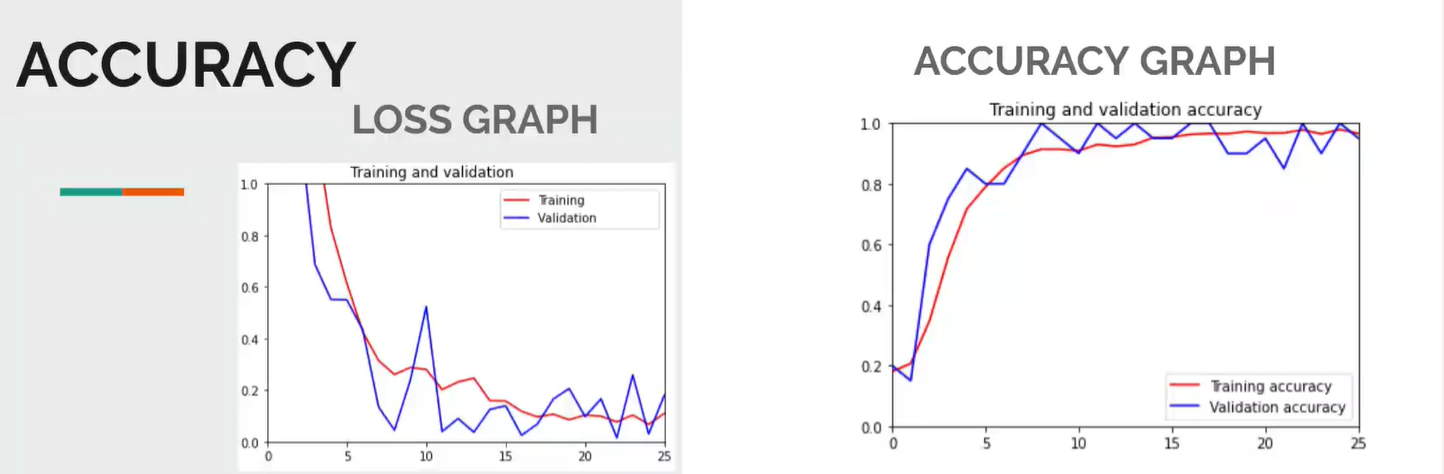 ACCURACY
LOSS GRAPH
Training and validation
1.0
0.8
0.6
0.4
0.2
0.0
Training
Validation
0 5 10 15 20 25
ACCURACY GRAPH
Training and validation accuracy
1.0
0.8
0.6
0.4
0.2
0.0
Training accuracy
Validation accuracy
0 5 10 15 20 25